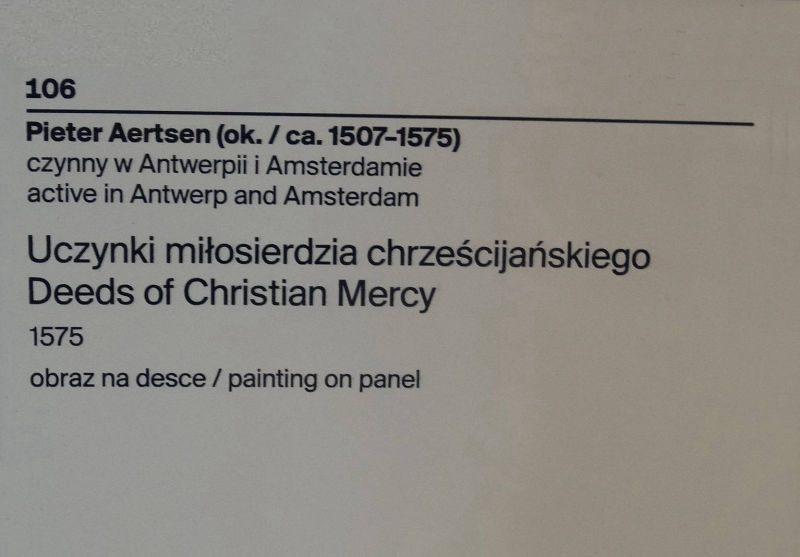 106
Pieter Aertsen (ok. / ca. 1507–1575)
czynny w Antwerpii i Amsterdamie
active in Antwerp and Amsterdam
Uczynki miłosierdzia chrześcijańskiego
Deeds of Christian Mercy
1575
obraz na desce / painting on panel